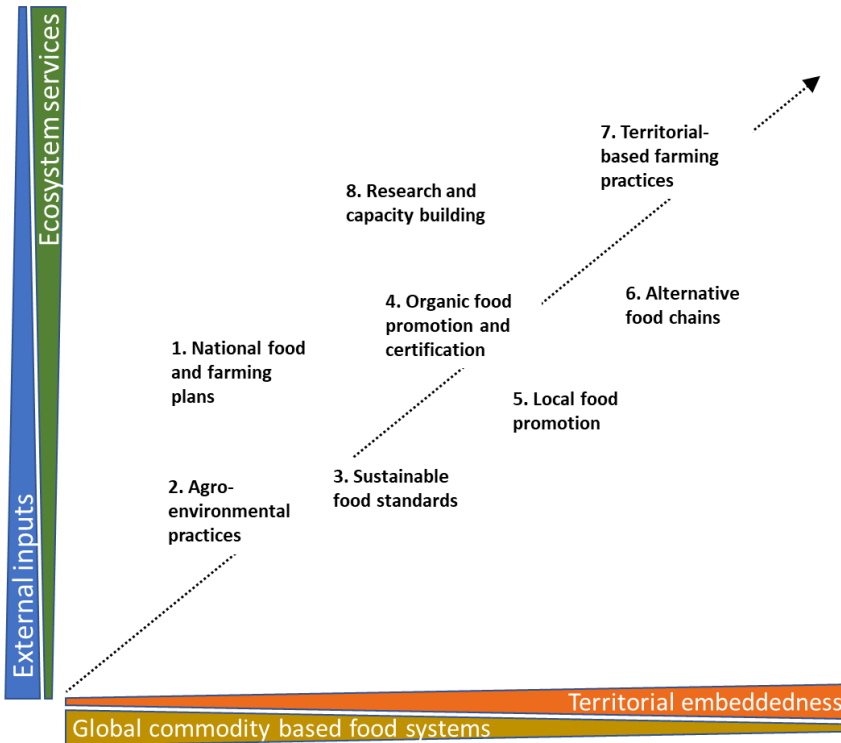 Ecosystem services
External inputs
7. Territorial-
based farming
practices
8. Research and
capacity building
6. Alternative
food chains
4. Organic food
promotion and
certification
1. National food
and farming
plans
5. Local food
promotion
3. Sustainable
food standards
2. Agro-
environmental
practices
Territorial embeddedness
Global commodity based food systems